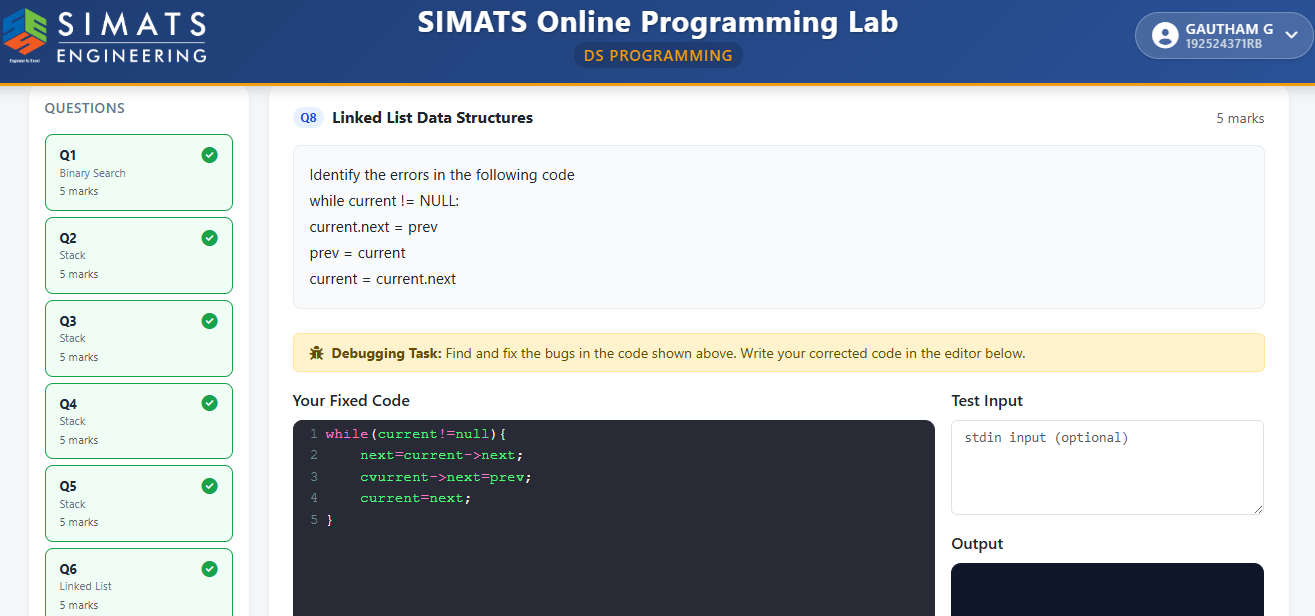 SIMATS
ENGINEERING
Engineer to Excel
SIMATS Online Programming Lab
DS PROGRAMMING
GAUTHAM G
192524371RB
QUESTIONS
Q1
Binary Search
5 marks
Q2
Stack
5 marks
Q3
Stack
5 marks
Q4
Stack
5 marks
Q5
Stack
5 marks
Q6
Linked List
5 marks
Q8 Linked List Data Structures
5 marks
Identify the errors in the following code
while current != NULL:
current.next = prev
prev = current
current = current.next
Debugging Task: Find and fix the bugs in the code shown above. Write your corrected code in the editor below.
Your Fixed Code
1 while(current!=null){
2     next=current->next;
3     cvurrent->next=prev;
4     current=next;
5 }
Test Input
stdin input (optional)
Output